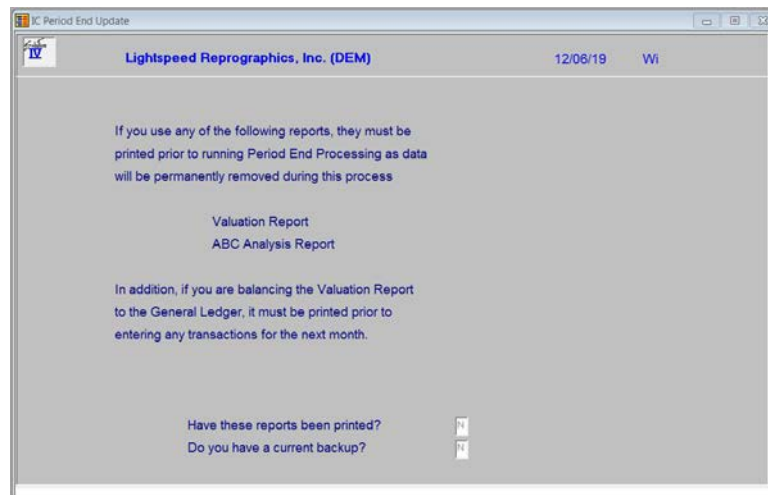 IC Period End Update
IV
Lightspeed Reprographics, Inc. (DEM) 12/06/19 Wi
If you use any of the following reports, they must be
printed prior to running Period End Processing as data
will be permanently removed during this process
Valuation Report
ABC Analysis Report
In addition, if you are balancing the Valuation Report
to the General Ledger, it must be printed prior to
entering any transactions for the next month.
Have these reports been printed? N
Do you have a current backup? N